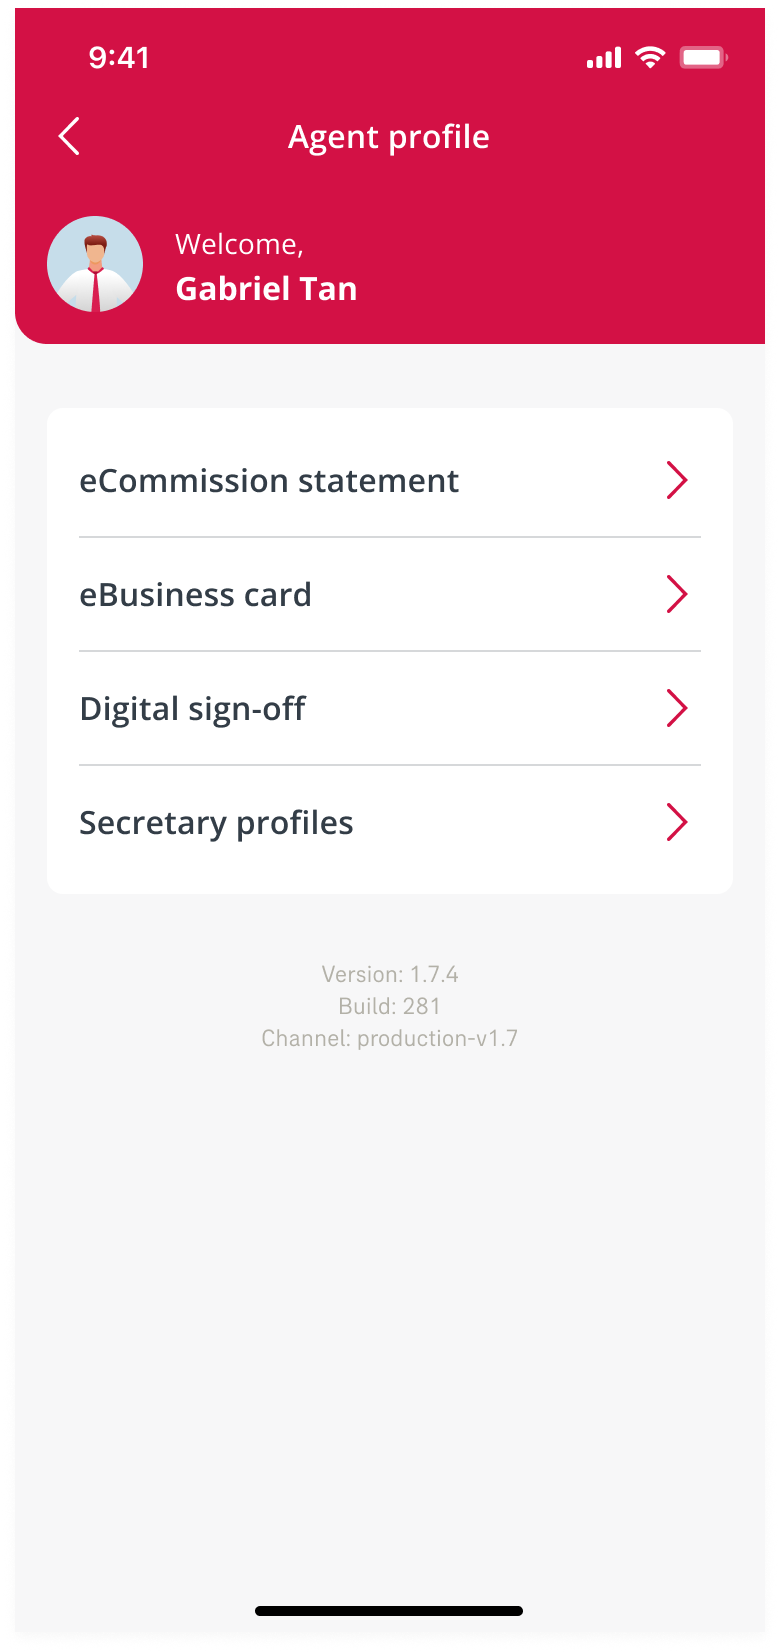 9:41
Agent profile
Welcome,
Gabriel Tan
eCommission statement
eBusiness card
Digital sign-off
Secretary profiles
Version: 1.7.4
Build: 281
Channel: production-v1.7